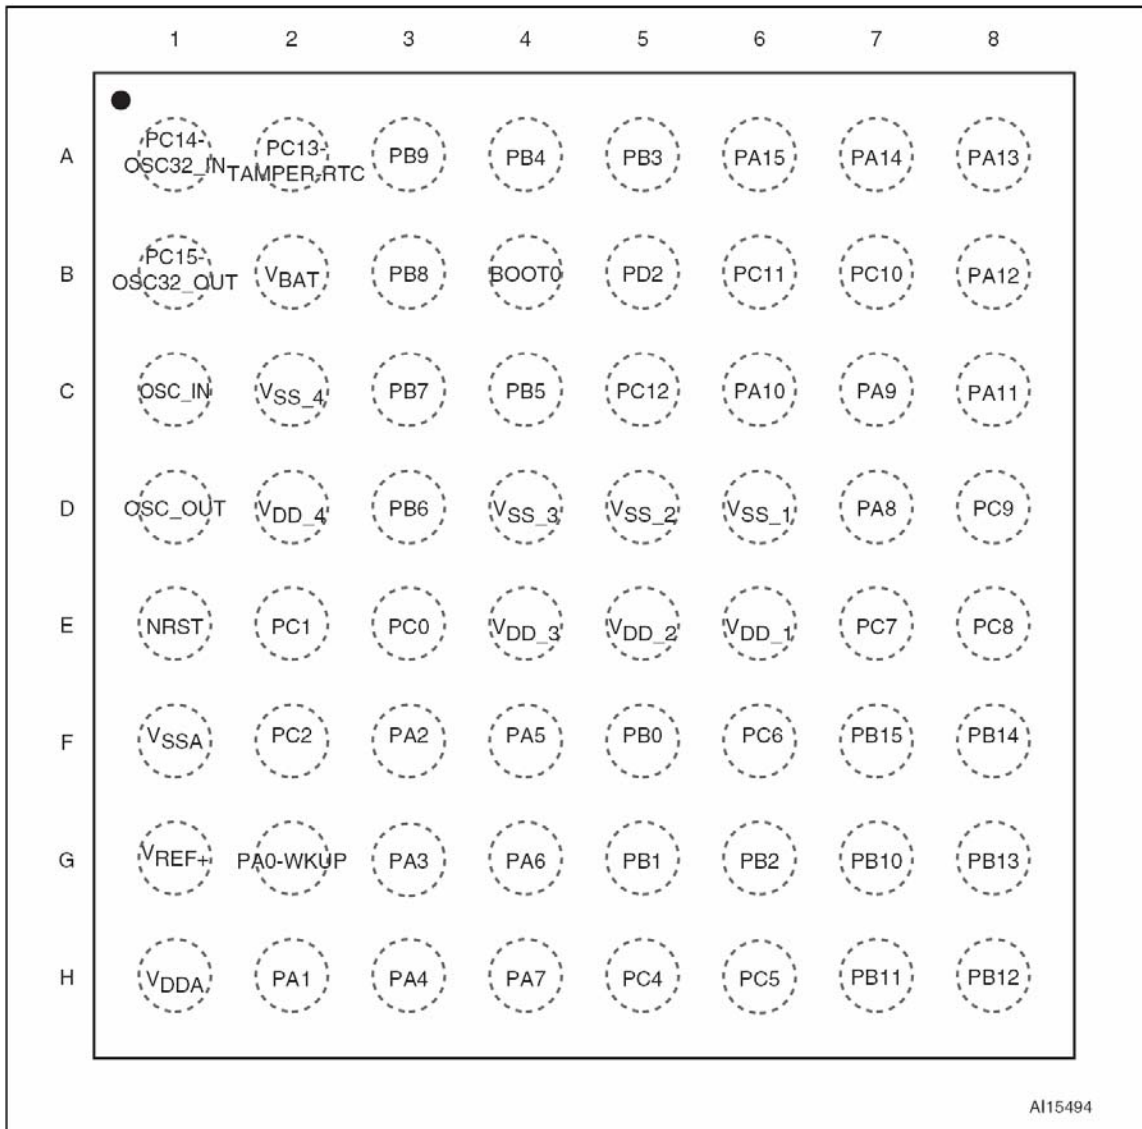 1 2 3 4 5 6 7 8
A PC14-OSC32_IN PC13-TAMPER-RTC PB9 PB4 PB3 PA15 PA14 PA13
B PC15-OSC32_OUT VBAT PB8 BOOT0 PD2 PC11 PC10 PA12
C OSC_IN VSS_4 PB7 PB5 PC12 PA10 PA9 PA11
D OSC_OUT VDD_4 PB6 VSS_3 VSS_2 VSS_1 PA8 PC9
E NRST PC1 PC0 VDD_3 VDD_2 VDD_1 PC7 PC8
F VSSA PC2 PA2 PA5 PB0 PC6 PB15 PB14
G VREF+ PA0-WKUP PA3 PA6 PB1 PB2 PB10 PB13
H VDDA PA1 PA4 PA7 PC4 PC5 PB11 PB12
AI15494